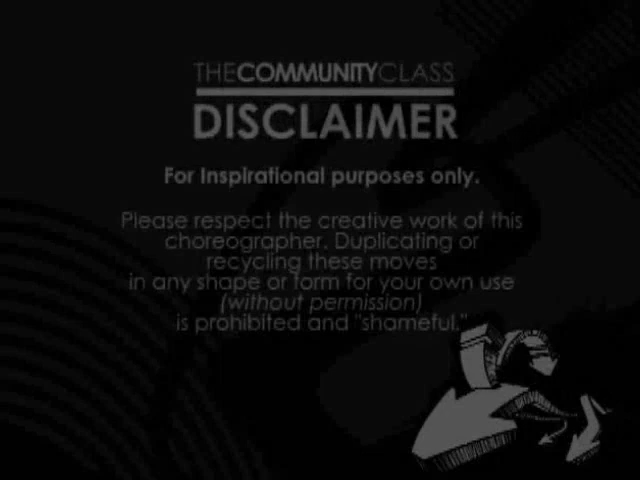 THECOMMUNITYCLASS
DISCLAIMER
For Inspirational purposes only.
Please respect the creative work of this
choreographer. Duplicating or
recycling these moves
in any shape or form for your own use
(without permission)
is prohibited and "shameful."